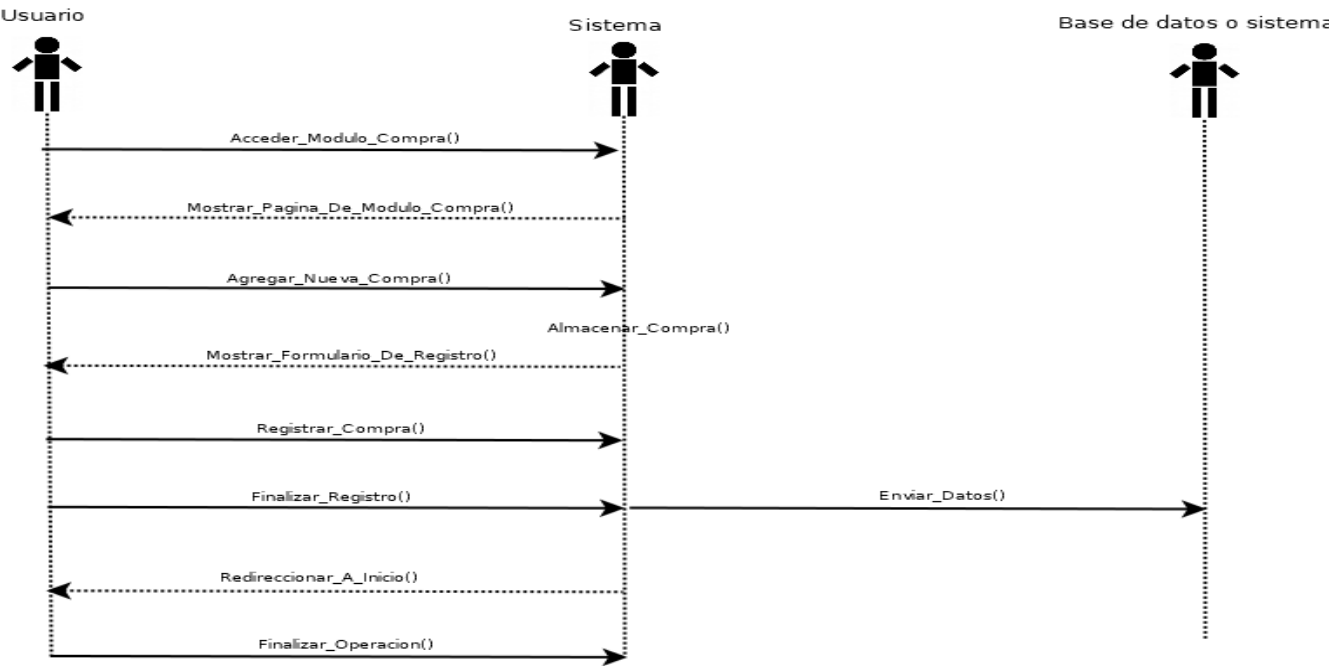 Usuario
Sistema
Base de datos o sistema
Acceder_Modulo_Compra()
Mostrar_Pagina_De_Modulo_Compra()
Agregar_Nueva_Compra()
Almacenar_Compra()
Mostrar_Formulario_De_Registro()
Registrar_Compra()
Finalizar_Registro()
Enviar_Datos()
Redireccionar_A_Inicio()
Finalizar_Operacion()